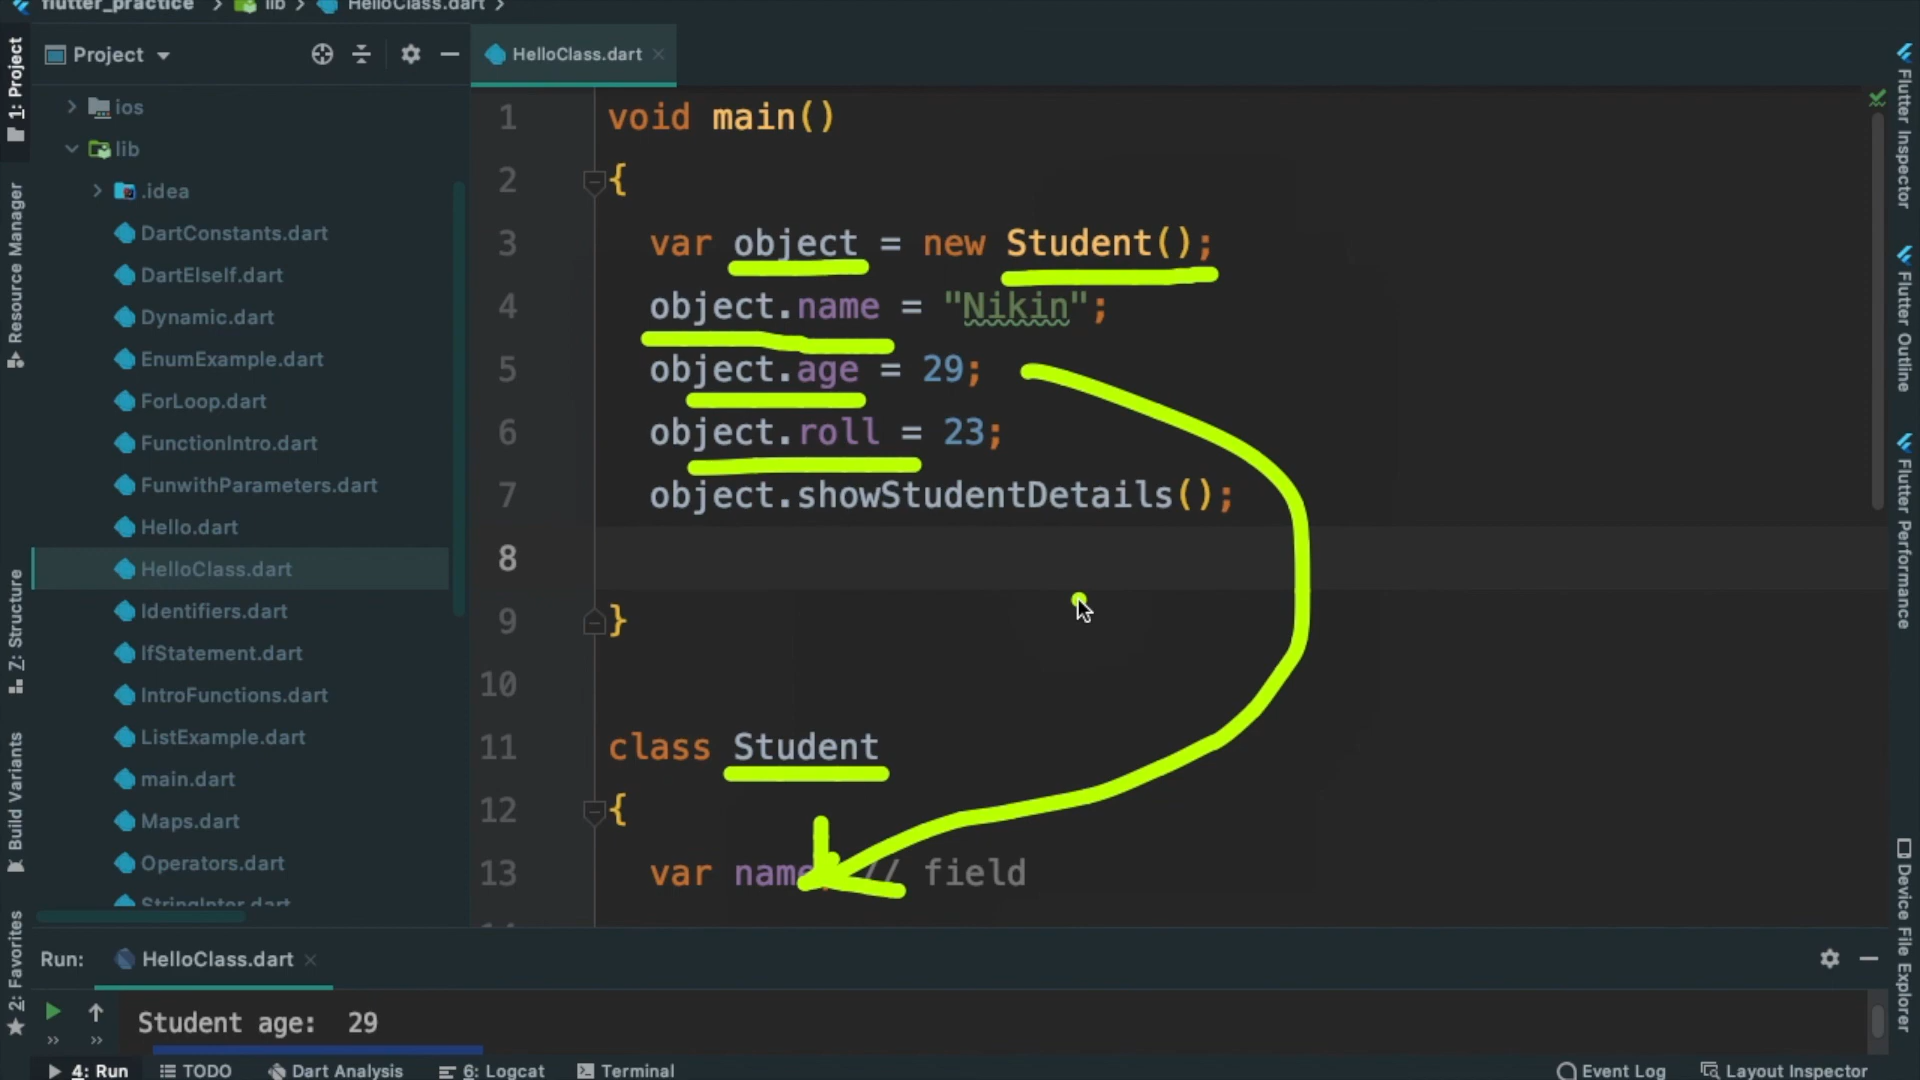 flutter_practice
lib
HelloClass.dart
1: Project
Resource Manager
Z: Structure
Build Variants
2: Favorites
Project
ios
lib
.idea
DartConstants.dart
DartElseIf.dart
Dynamic.dart
EnumExample.dart
ForLoop.dart
FunctionIntro.dart
FunwithParameters.dart
Hello.dart
HelloClass.dart
Identifiers.dart
IfStatement.dart
IntroFunctions.dart
ListExample.dart
main.dart
Maps.dart
Operators.dart
StringInter.dart
HelloClass.dart
1 void main()
2 {
3 var object = new Student();
4 object.name = "Nikin";
5 object.age = 29;
6 object.roll = 23;
7 object.showStudentDetails();
8
9 }
10
11 class Student
12 {
13 var name; // field
Flutter Inspector
Flutter Outline
Flutter Performance
Device File Explorer
Run: HelloClass.dart
Student age: 29
4: Run
TODO
Dart Analysis
6: Logcat
Terminal
Event Log
Layout Inspector